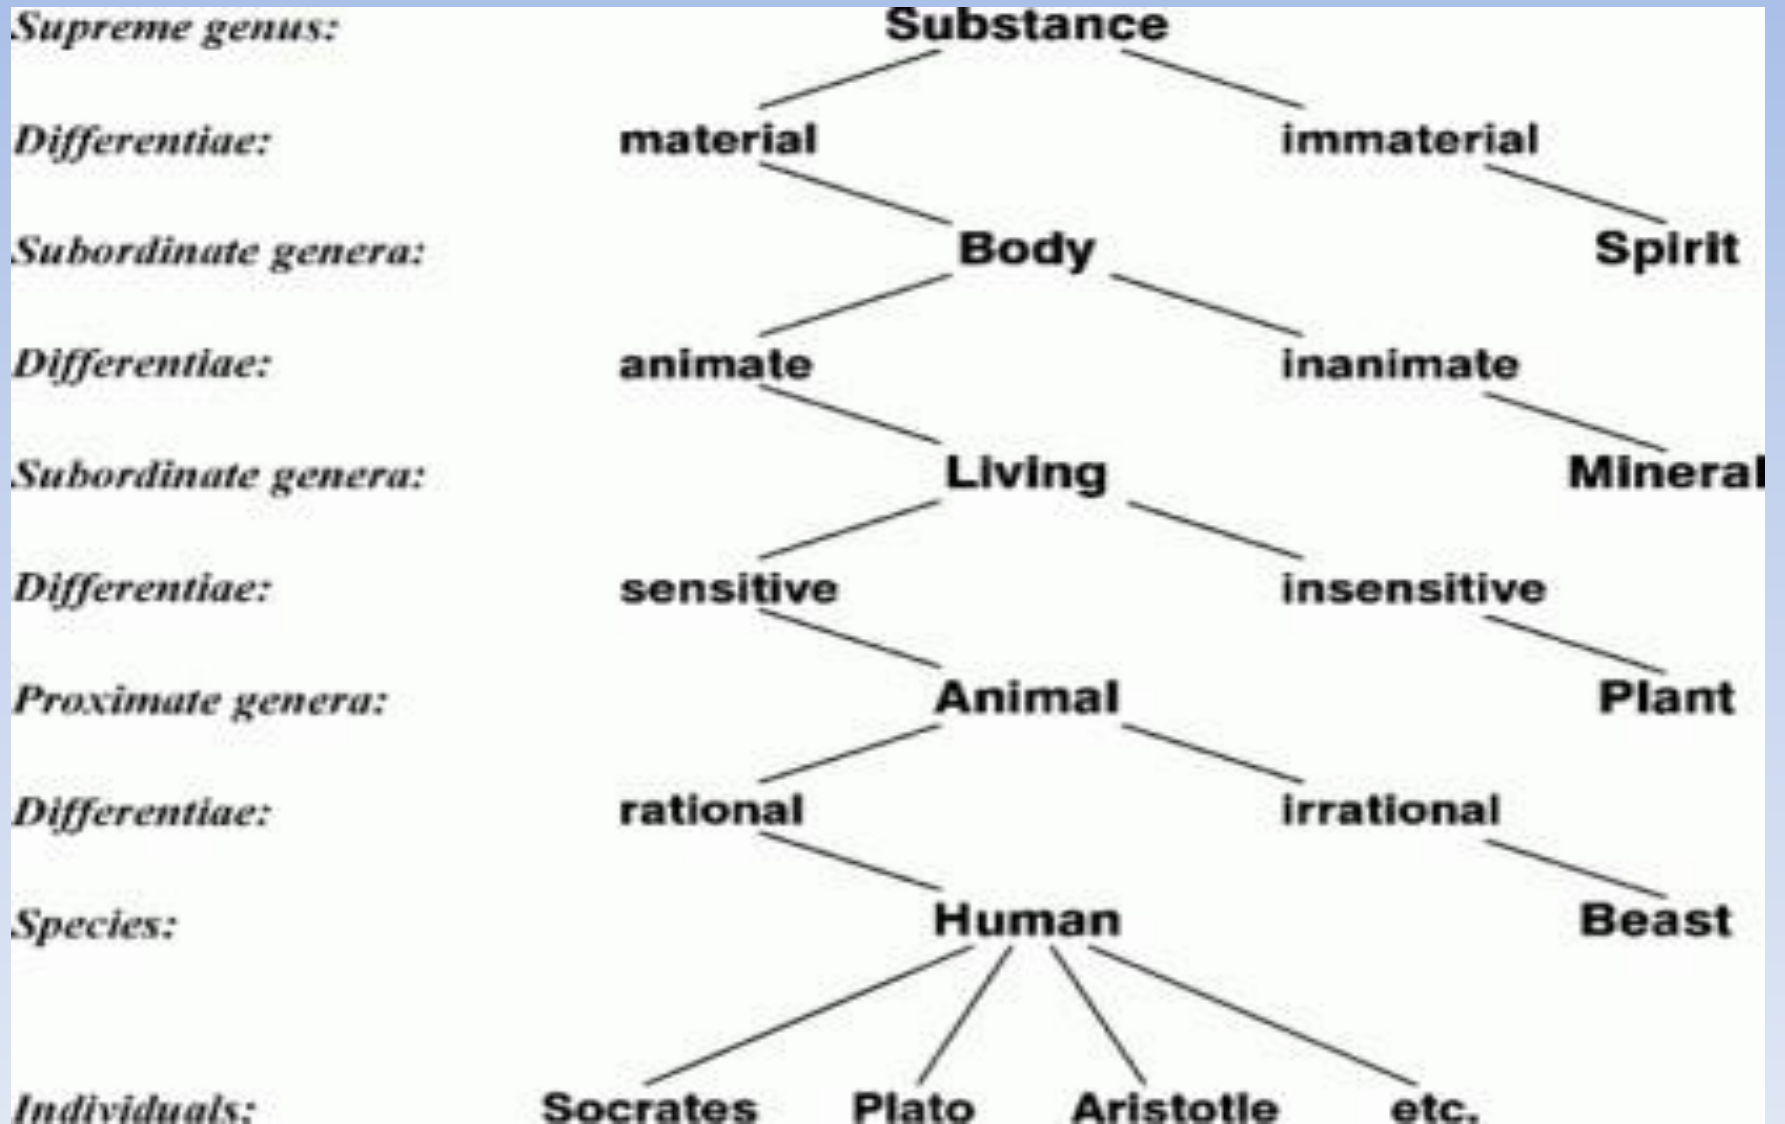 Supreme genus: Substance
Differentiae: material immaterial
Subordinate genera: Body Spirit
Differentiae: animate inanimate
Subordinate genera: Living Mineral
Differentiae: sensitive insensitive
Proximate genera: Animal Plant
Differentiae: rational irrational
Species: Human Beast
Individuals: Socrates Plato Aristotle etc.